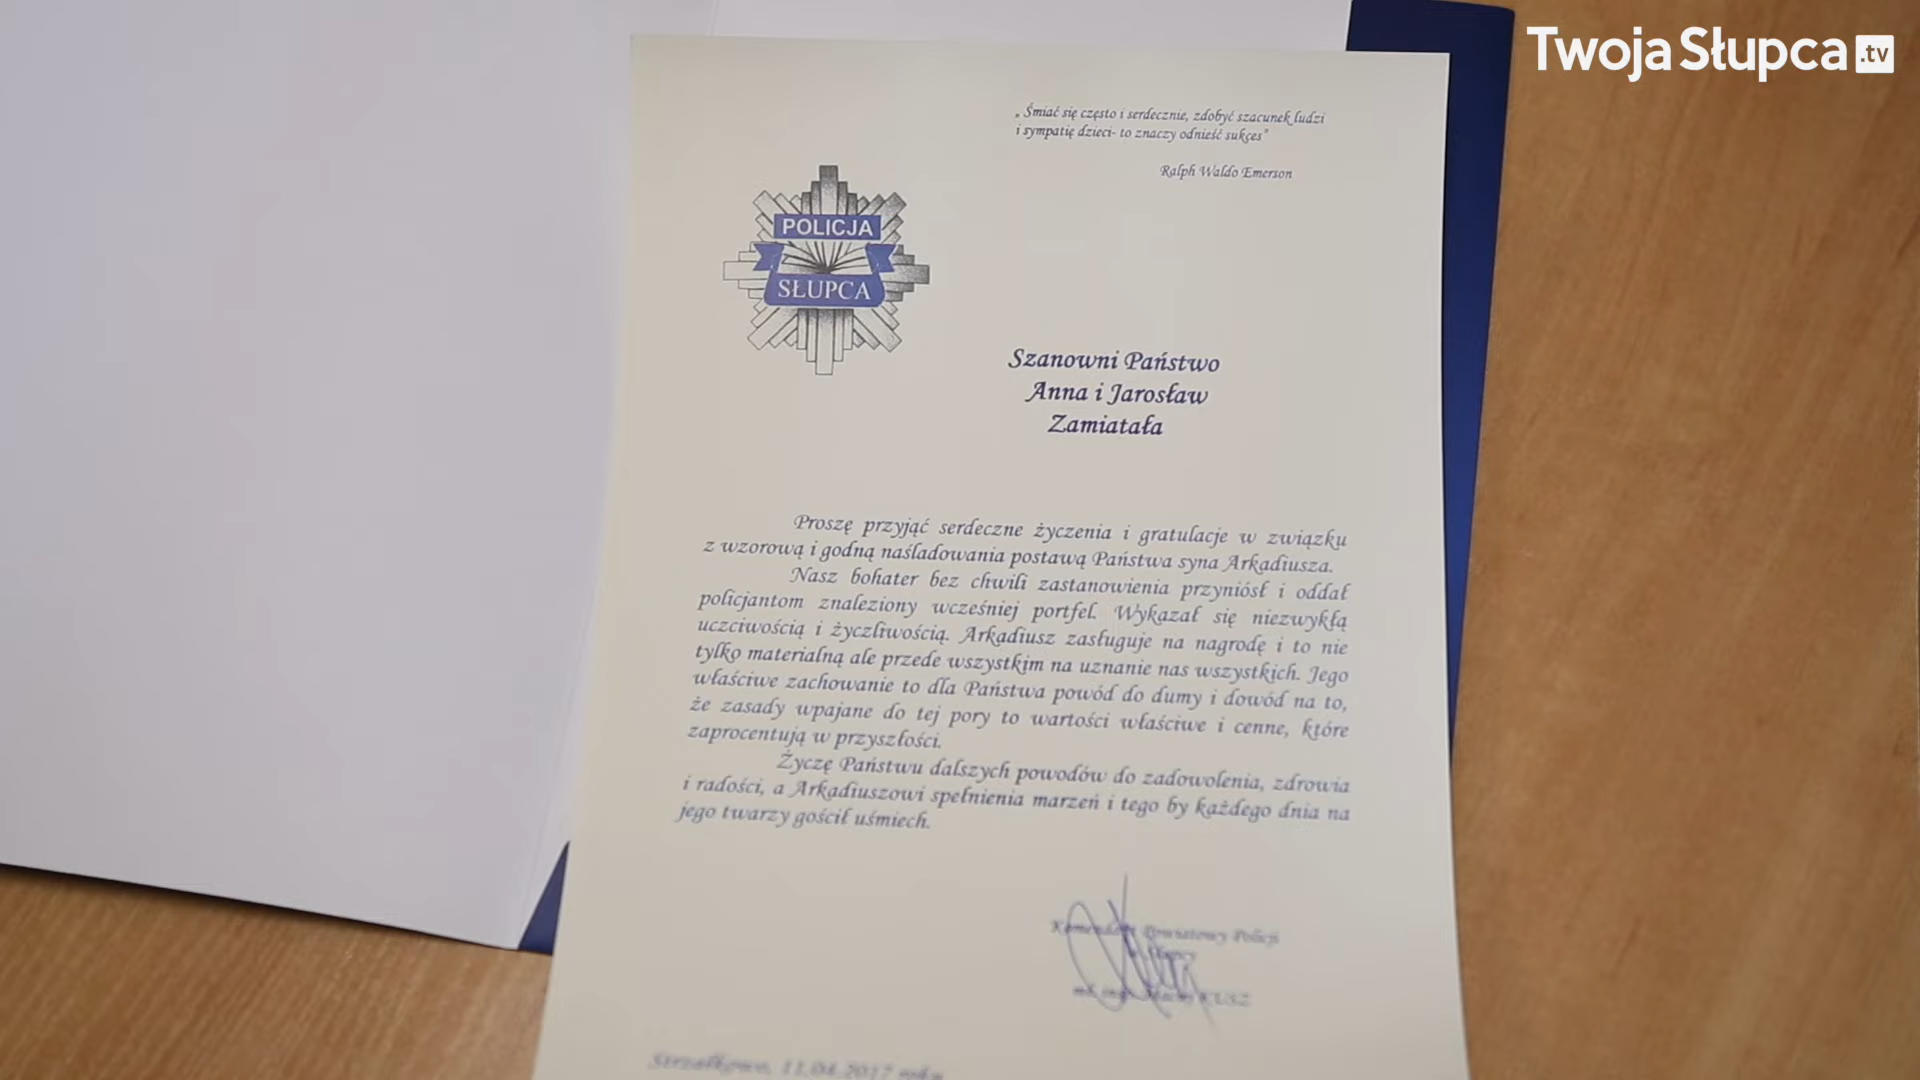 TwojaSłupca.tv
„ Śmiać się często i serdecznie, zdobyć szacunek ludzi
i sympatię dzieci- to znaczy odnieść sukces"
Ralph Waldo Emerson
POLICJA
SŁUPCA
Szanowni Państwo
Anna i Jarosław
Zamiatała
Proszę przyjąć serdeczne życzenia i gratulacje w związku
z wzorową i godną naśladowania postawą Państwa syna Arkadiusza.
Nasz bohater bez chwili zastanowienia przyniósł i oddał
policjantom znaleziony wcześniej portfel. Wykazał się niezwykłą
uczciwością i życzliwością. Arkadiusz zasługuje na nagrodę i to nie
tylko materialną ale przede wszystkim na uznanie nas wszystkich. Jego
właściwe zachowanie to dla Państwa powód do dumy i dowód na to,
że zasady wpajane do tej pory to wartości właściwe i cenne, które
zaprocentują w przyszłości.
Życzę Państwu dalszych powodów do zadowolenia, zdrowia
i radości, a Arkadiuszowi spełnienia marzeń i tego by każdego dnia na
jego twarzy gościł uśmiech.
Komendant Powiatowy Policji
KUSZ
Strzałkowo, 11.04.2017 roku